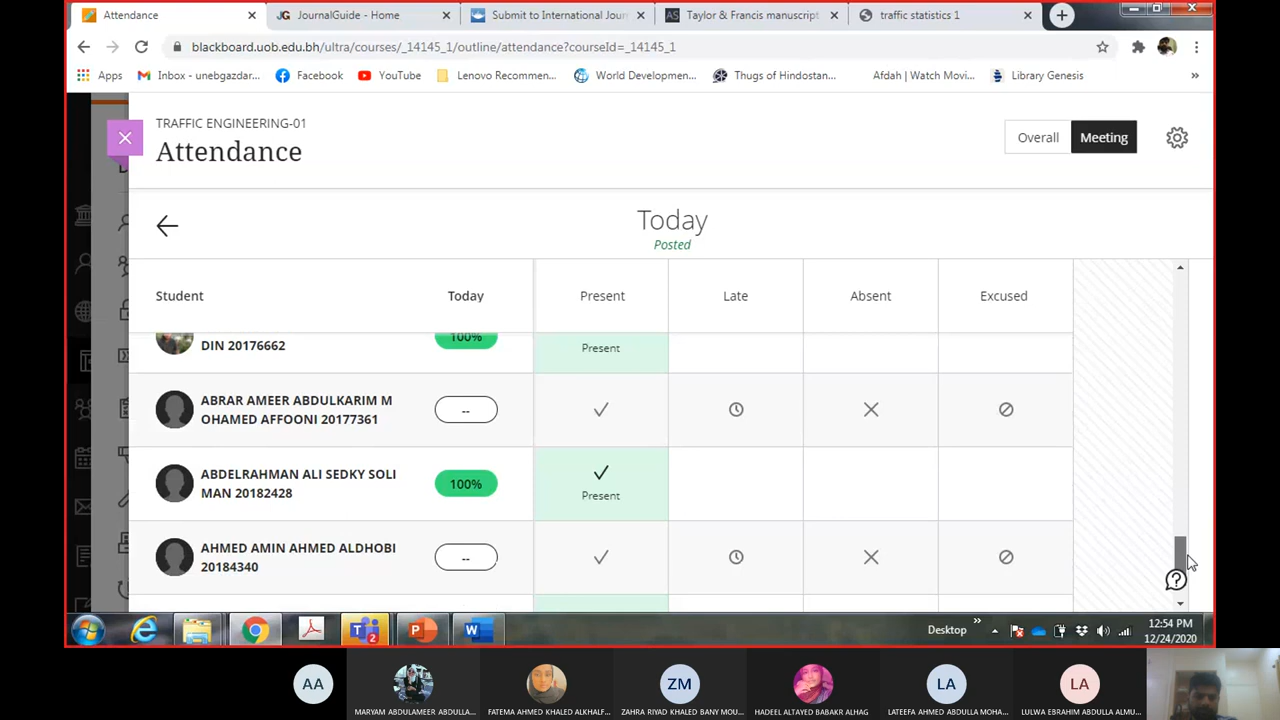 Attendance
JournalGuide - Home
Submit to International Jour
Taylor & Francis manuscript
traffic statistics 1
blackboard.uob.edu.bh/ultra/courses/_14145_1/outline/attendance?courseId=_14145_1
Apps
Inbox - unebgazdar...
Facebook
YouTube
Lenovo Recommen...
World Developmen...
Thugs of Hindostan...
Afdah | Watch Movi...
Library Genesis
TRAFFIC ENGINEERING-01
Attendance
Overall
Meeting
Today
Posted
Student
Today
Present
Late
Absent
Excused
DIN 20176662
100%
Present
ABRAR AMEER ABDULKARIM M
OHAMED AFFOONI 20177361
--
ABDELRAHMAN ALI SEDKY SOLI
MAN 20182428
100%
Present
AHMED AMIN AHMED ALDHOBI
20184340
--
Desktop
12:54 PM
12/24/2020
2
AA
ZM
LA
LA
MARYAM ABDULAMEER ABDULLA...
FATEMA AHMED KHALED ALKHALF...
ZAHRA RIYAD KHALED BANY MOU...
HADEEL ALTAYED BABAKR ALHAG
LATEEFA AHMED ABDULLA MOHA...
LULWA EBRAHIM ABDULLA ALMU...